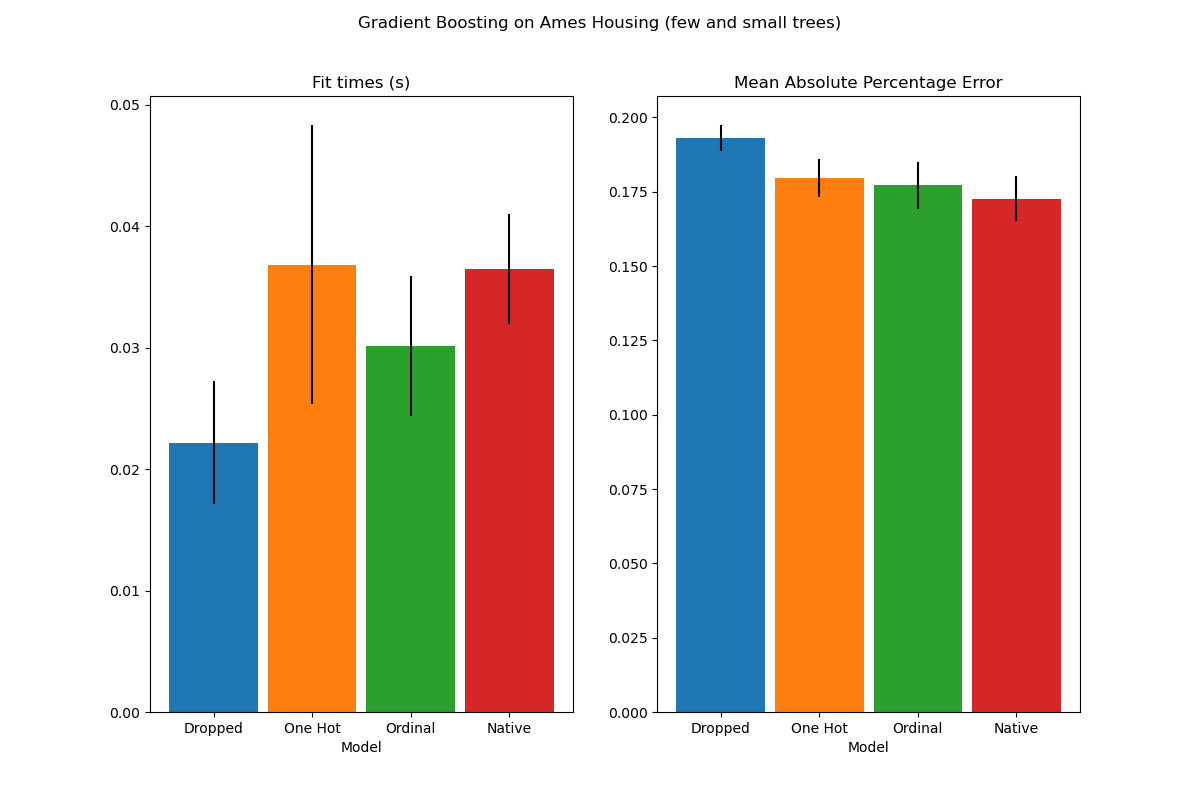 Gradient Boosting on Ames Housing (few and small trees)
Fit times (s)
0.05
0.04
0.03
0.02
0.01
0.00
Dropped One Hot Ordinal Native
Model
Mean Absolute Percentage Error
0.200
0.175
0.150
0.125
0.100
0.075
0.050
0.025
0.000
Dropped One Hot Ordinal Native
Model